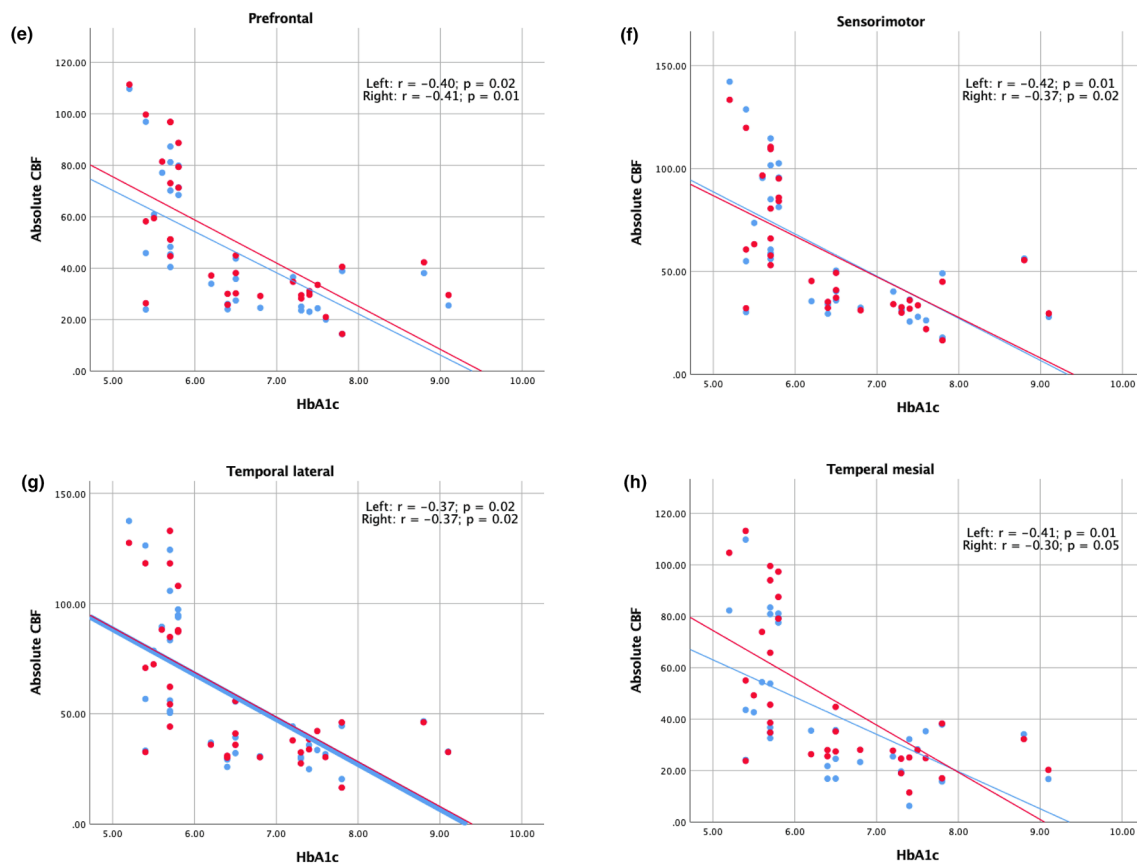 (e)
Prefrontal
Left: r = −0.40; p = 0.02
Right: r = −0.41; p = 0.01
Absolute CBF
120.00
100.00
80.00
60.00
40.00
20.00
.00
5.00 6.00 7.00 8.00 9.00 10.00
HbA1c
(f)
Sensorimotor
Left: r = −0.42; p = 0.01
Right: r = −0.37; p = 0.02
Absolute CBF
150.00
100.00
50.00
.00
5.00 6.00 7.00 8.00 9.00 10.00
HbA1c
(g)
Temporal lateral
Left: r = −0.37; p = 0.02
Right: r = −0.37; p = 0.02
Absolute CBF
150.00
100.00
50.00
.00
5.00 6.00 7.00 8.00 9.00 10.00
HbA1c
(h)
Temperal mesial
Left: r = −0.41; p = 0.01
Right: r = −0.30; p = 0.05
Absolute CBF
120.00
100.00
80.00
60.00
40.00
20.00
.00
5.00 6.00 7.00 8.00 9.00 10.00
HbA1c